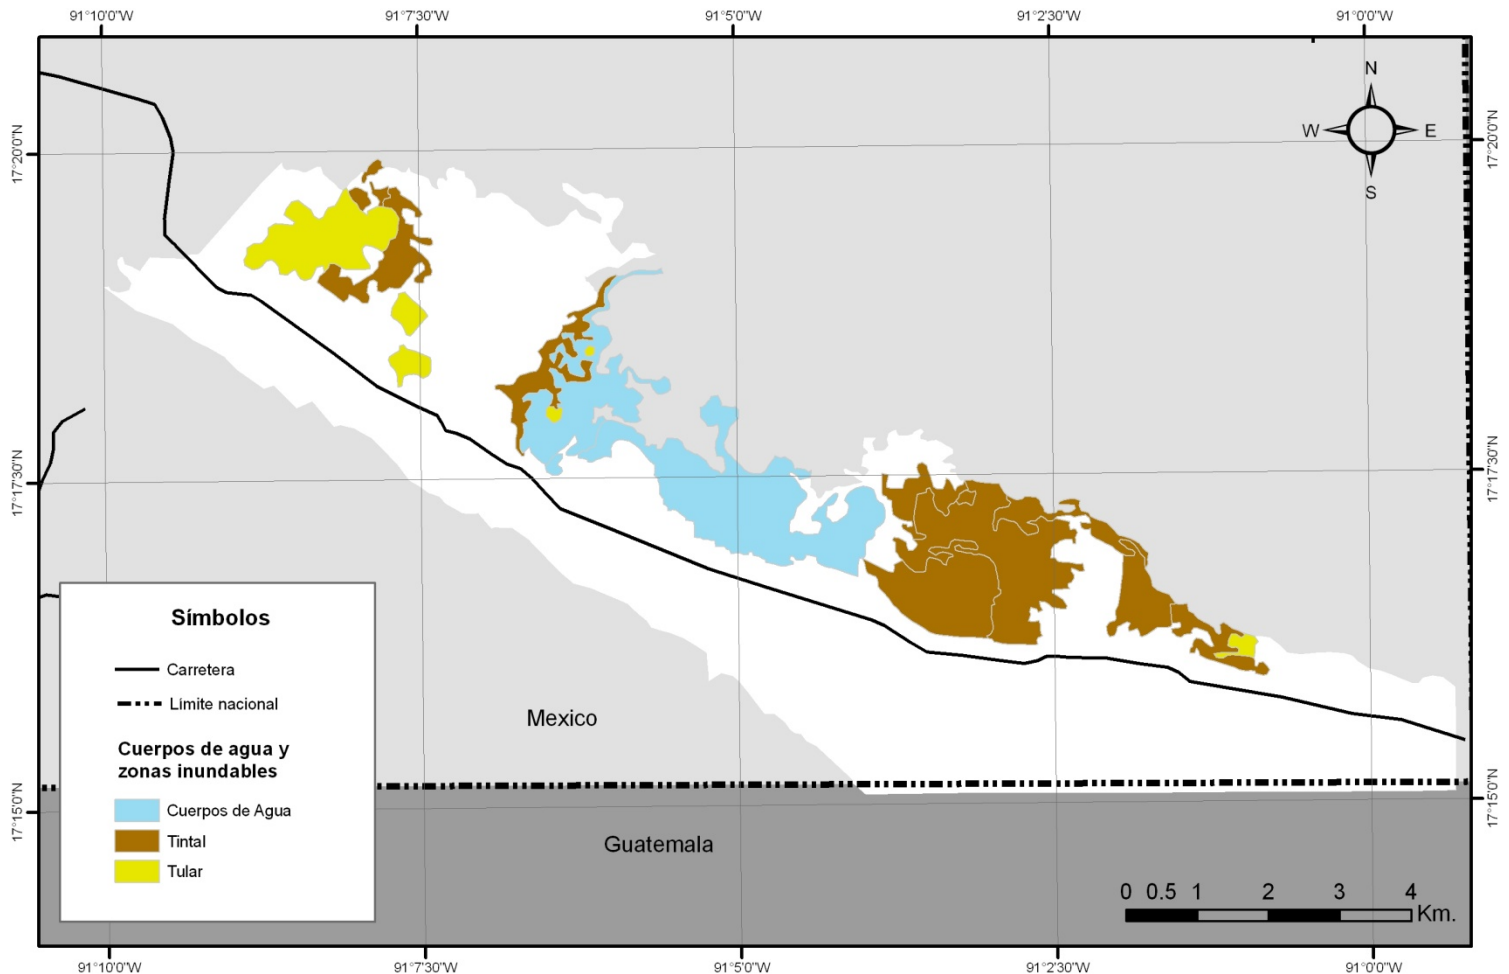 91°10'0"W 91°7'30"W 91°5'0"W 91°2'30"W 91°0'0"W
N
W E
S
17°20'0"N 17°20'0"N
17°17'30"N 17°17'30"N
17°15'0"N 17°15'0"N
Símbolos
Carretera
Límite nacional
Cuerpos de agua y
zonas inundables
Cuerpos de Agua
Tintal
Tular
Mexico
Guatemala
0 0.5 1 2 3 4
Km.
91°10'0"W 91°7'30"W 91°5'0"W 91°2'30"W 91°0'0"W